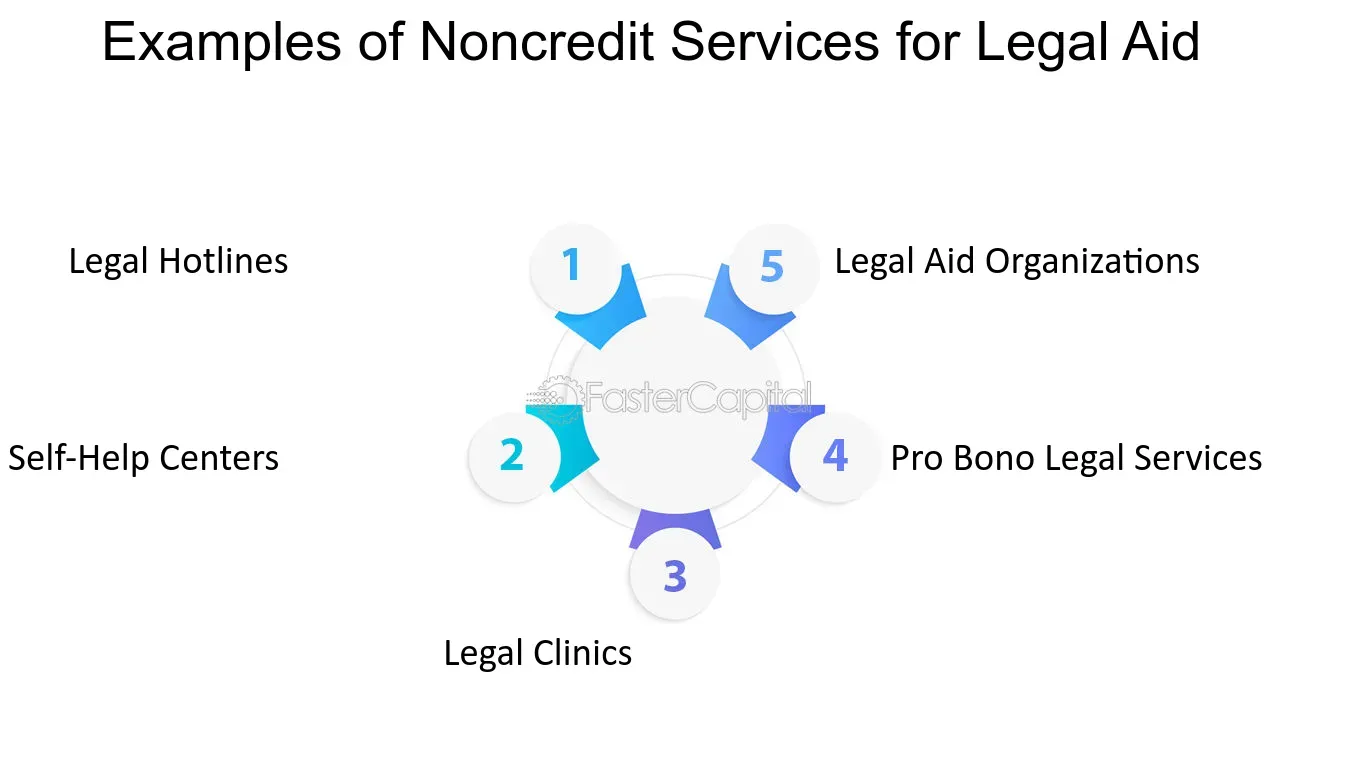 Examples of Noncredit Services for Legal Aid
Legal Hotlines
1
5
Legal Aid Organizations
FasterCapital
Self-Help Centers
2
4
Pro Bono Legal Services
3
Legal Clinics